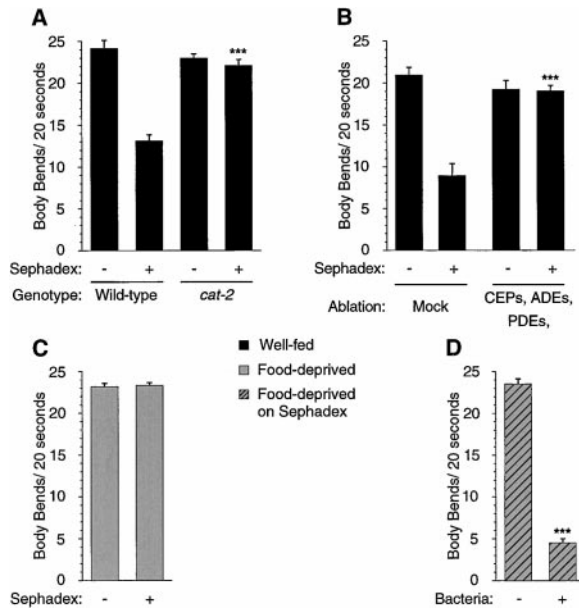 A
Body Bends/ 20 seconds
25
20
15
10
5
0
Sephadex: - + - +
Genotype: Wild-type cat-2
***
B
Body Bends/ 20 seconds
25
20
15
10
5
0
Sephadex: - + - +
Ablation: Mock CEPs, ADEs,
PDEs,
***
C
Body Bends/ 20 seconds
25
20
15
10
5
0
Sephadex: - +
Well-fed
Food-deprived
Food-deprived
on Sephadex
D
Body Bends/ 20 seconds
25
20
15
10
5
0
***
Bacteria: - +